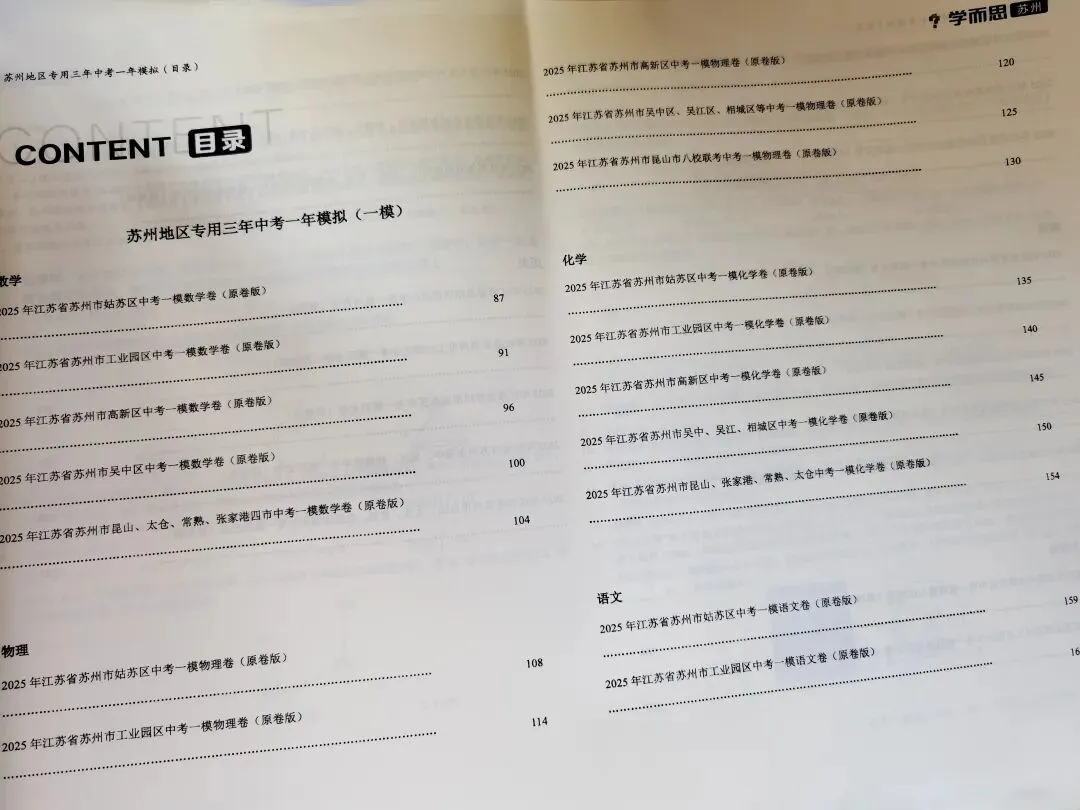 苏州地区专用三年中考一年模拟（目录）
CONTENT 目录
苏州地区专用三年中考一年模拟（一模）
数学
2025 年江苏省苏州市姑苏区中考一模数学卷（原卷版）
87
2025 年江苏省苏州市工业园区中考一模数学卷（原卷版）
91
2025 年江苏省苏州市高新区中考一模数学卷（原卷版）
96
2025 年江苏省苏州市吴中区中考一模数学卷（原卷版）
100
2025 年江苏省苏州市昆山、太仓、常熟、张家港四市中考一模数学卷（原卷版）
104
物理
2025 年江苏省苏州市姑苏区中考一模物理卷（原卷版）
108
2025 年江苏省苏州市工业园区中考一模物理卷（原卷版）
114
学而思 苏州
2025 年江苏省苏州市高新区中考一模物理卷（原卷版）
120
2025 年江苏省苏州市吴中区、吴江区、相城区等中考一模物理卷（原卷版）
125
2025 年江苏省苏州市昆山市八校联考中考一模物理卷（原卷版）
130
化学
2025 年江苏省苏州市姑苏区中考一模化学卷（原卷版）
135
2025 年江苏省苏州市工业园区中考一模化学卷（原卷版）
140
2025 年江苏省苏州市高新区中考一模化学卷（原卷版）
145
2025 年江苏省苏州市吴中、吴江、相城区中考一模化学卷（原卷版）
150
2025 年江苏省苏州市昆山、张家港、常熟、太仓中考一模化学卷（原卷版）
154
语文
2025 年江苏省苏州市姑苏区中考一模语文卷（原卷版）
159
2025 年江苏省苏州市工业园区中考一模语文卷（原卷版）